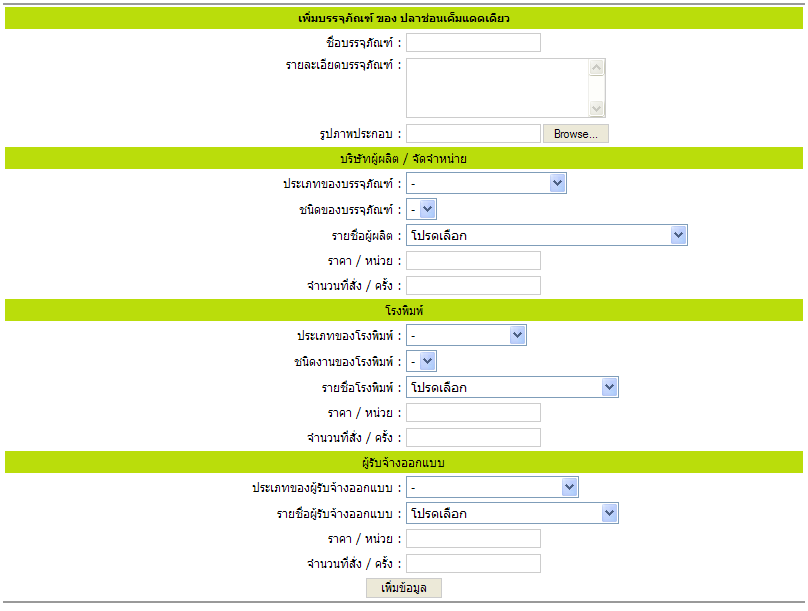 เพิ่มบรรจุภัณฑ์ ของ ปลาช่อนเค็มแดดเดียว
ชื่อบรรจุภัณฑ์ :
รายละเอียดบรรจุภัณฑ์ :
รูปภาพประกอบ : Browse...
บริษัทผู้ผลิต / จัดจำหน่าย
ประเภทของบรรจุภัณฑ์ : -
ชนิดของบรรจุภัณฑ์ : -
รายชื่อผู้ผลิต : โปรดเลือก
ราคา / หน่วย :
จำนวนที่สั่ง / ครั้ง :
โรงพิมพ์
ประเภทของโรงพิมพ์ : -
ชนิดงานของโรงพิมพ์ : -
รายชื่อโรงพิมพ์ : โปรดเลือก
ราคา / หน่วย :
จำนวนที่สั่ง / ครั้ง :
ผู้รับจ้างออกแบบ
ประเภทของผู้รับจ้างออกแบบ : -
รายชื่อผู้รับจ้างออกแบบ : โปรดเลือก
ราคา / หน่วย :
จำนวนที่สั่ง / ครั้ง :
เพิ่มข้อมูล